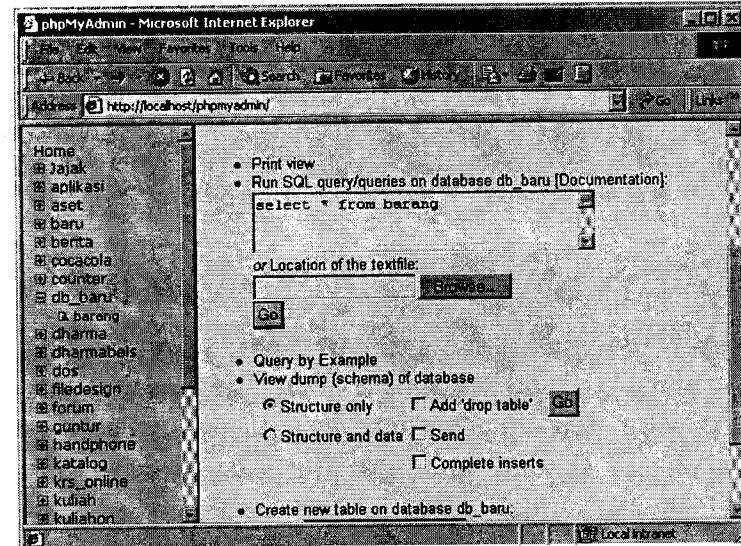 phpMyAdmin - Microsoft Internet Explorer
File Edit View Favorites Tools Help
Back Search Favorites History
Address http://localhost/phpmyadmin/ Go Links
Home
Jajak
aplikasi
aset
baru
berita
cocacola
counter
db_baru
barang
dharma
dharmabels
dos
filedesign
forum
guntur
handphone
katalog
krs_online
kuliah
kuliahon
• Print view
• Run SQL query/queries on database db_baru [Documentation]:
select * from barang
or Location of the textfile:
Browse...
Go
• Query by Example
• View dump (schema) of database
Structure only Add 'drop table' Go
Structure and data Send
Complete inserts
• Create new table on database db_baru:
Local intranet